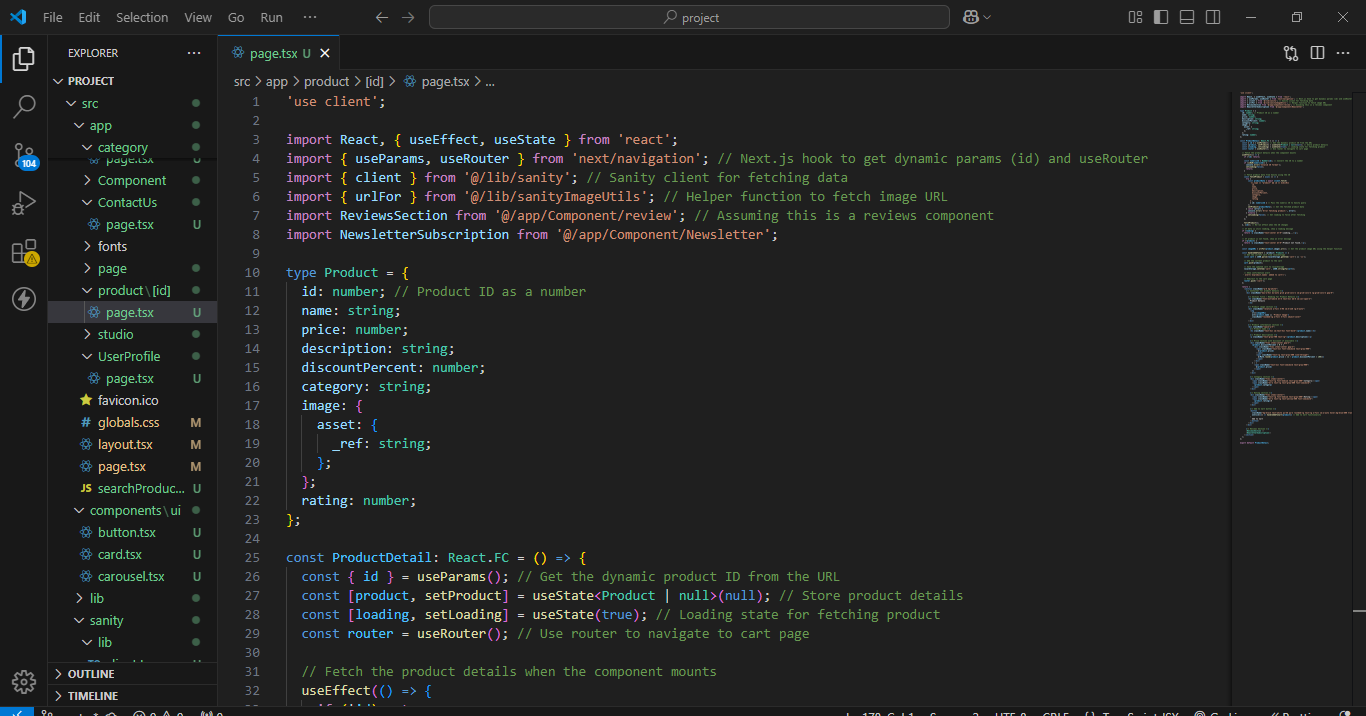 File Edit Selection View Go Run ···
project
EXPLORER ···
PROJECT
src
app
category
page.tsx
Component
ContactUs
page.tsx U
fonts
page
product\[id]
page.tsx U
studio
UserProfile
page.tsx U
favicon.ico
globals.css M
layout.tsx M
page.tsx M
JS searchProduc... U
components\ui
button.tsx U
card.tsx U
carousel.tsx U
lib
sanity
lib
OUTLINE
TIMELINE
104
page.tsx U
src > app > product > [id] > page.tsx > ...
1 'use client';
2
3 import React, { useEffect, useState } from 'react';
4 import { useParams, useRouter } from 'next/navigation'; // Next.js hook to get dynamic params (id) and useRouter
5 import { client } from '@/lib/sanity'; // Sanity client for fetching data
6 import { urlFor } from '@/lib/sanityImageUtils'; // Helper function to fetch image URL
7 import ReviewsSection from '@/app/Component/review'; // Assuming this is a reviews component
8 import NewsletterSubscription from '@/app/Component/Newsletter';
9
10 type Product = {
11 id: number; // Product ID as a number
12 name: string;
13 price: number;
14 description: string;
15 discountPercent: number;
16 category: string;
17 image: {
18 asset: {
19 _ref: string;
20 };
21 };
22 rating: number;
23 };
24
25 const ProductDetail: React.FC = () => {
26 const { id } = useParams(); // Get the dynamic product ID from the URL
27 const [product, setProduct] = useState<Product | null>(null); // Store product details
28 const [loading, setLoading] = useState(true); // Loading state for fetching product
29 const router = useRouter(); // Use router to navigate to cart page
30
31 // Fetch the product details when the component mounts
32 useEffect(() => {